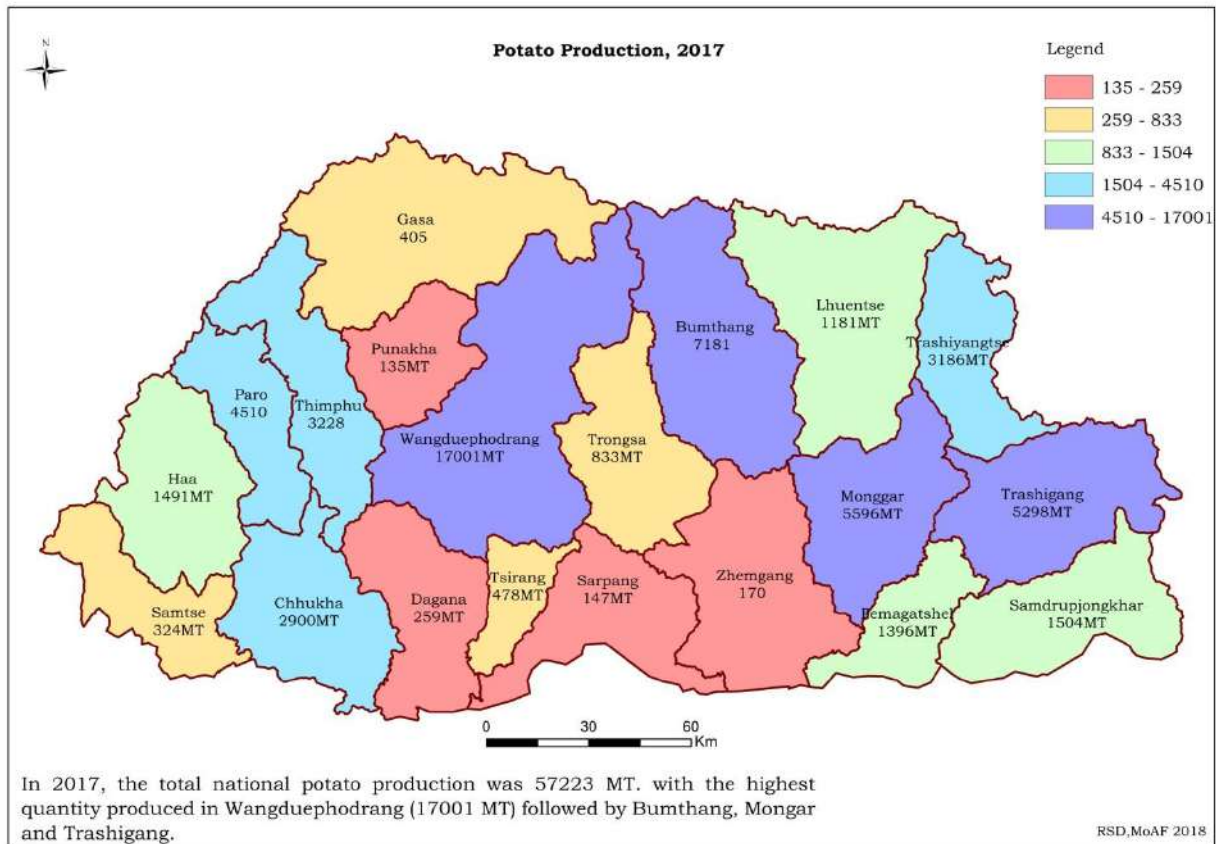 N
Potato Production, 2017
Legend
135 - 259
259 - 833
833 - 1504
1504 - 4510
4510 - 17001
Gasa
405
Punakha
135MT
Paro
4510
Thimphu
3228
Haa
1491MT
Wangduephodrang
17001MT
Trongsa
833MT
Bumthang
7181
Lhuentse
1181MT
Trashiyangtse
3186MT
Monggar
5596MT
Trashigang
5298MT
Samtse
324MT
Chhukha
2900MT
Dagana
259MT
Tsirang
478MT
Sarpang
147MT
Zhemgang
170
Pemagatshel
1396MT
Samdrupjongkhar
1504MT
0 30 60
Km
In 2017, the total national potato production was 57223 MT. with the highest
quantity produced in Wangduephodrang (17001 MT) followed by Bumthang, Mongar
and Trashigang.
RSD,MoAF 2018